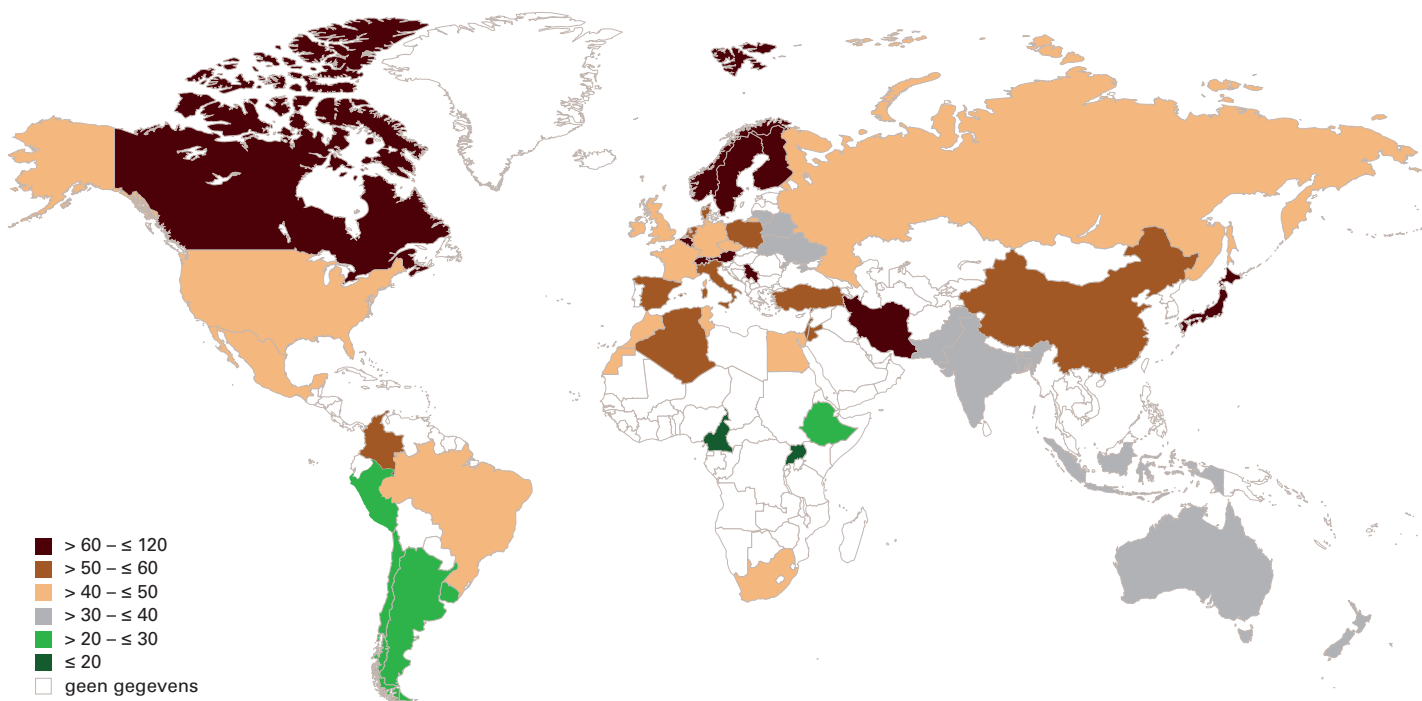 > 60 – ≤ 120
> 50 – ≤ 60
> 40 – ≤ 50
> 30 – ≤ 40
> 20 – ≤ 30
≤ 20
geen gegevens